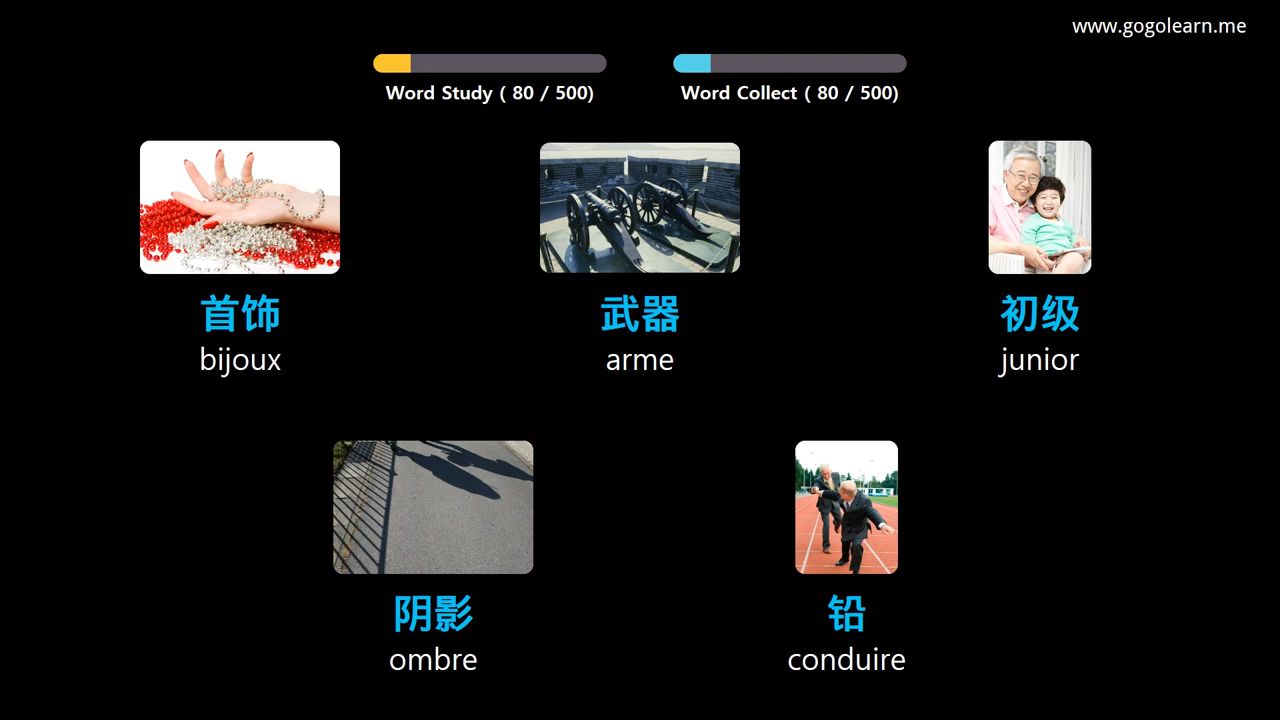 www.gogolearn.me
Word Study ( 80 / 500)
Word Collect ( 80 / 500)
首饰
bijoux
武器
arme
初级
junior
阴影
ombre
铅
conduire